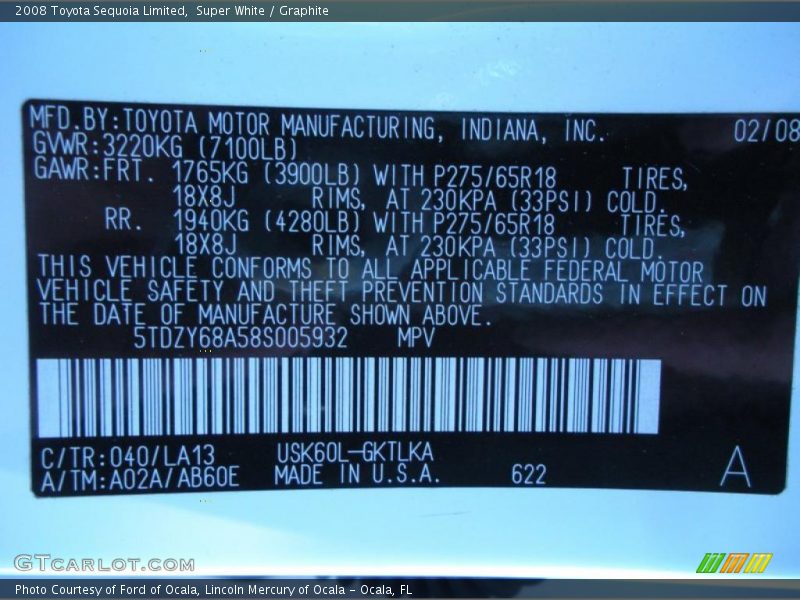 2008 Toyota Sequoia Limited, Super White / Graphite
MFD.BY:TOYOTA MOTOR MANUFACTURING, INDIANA, INC. 02/08
GVWR:3220KG (7100LB)
GAWR:FRT. 1765KG (3900LB) WITH P275/65R18 TIRES,
18X8J RIMS, AT 230KPA (33PSI) COLD.
RR. 1940KG (4280LB) WITH P275/65R18 TIRES,
18X8J RIMS, AT 230KPA (33PSI) COLD.
THIS VEHICLE CONFORMS TO ALL APPLICABLE FEDERAL MOTOR
VEHICLE SAFETY AND THEFT PREVENTION STANDARDS IN EFFECT ON
THE DATE OF MANUFACTURE SHOWN ABOVE.
5TDZY68A58S005932 MPV
C/TR:040/LA13 USK60L-GKTLKA
A/TM:A02A/AB60E MADE IN U.S.A. 622 A
GTCARLOT.COM
Photo Courtesy of Ford of Ocala, Lincoln Mercury of Ocala - Ocala, FL